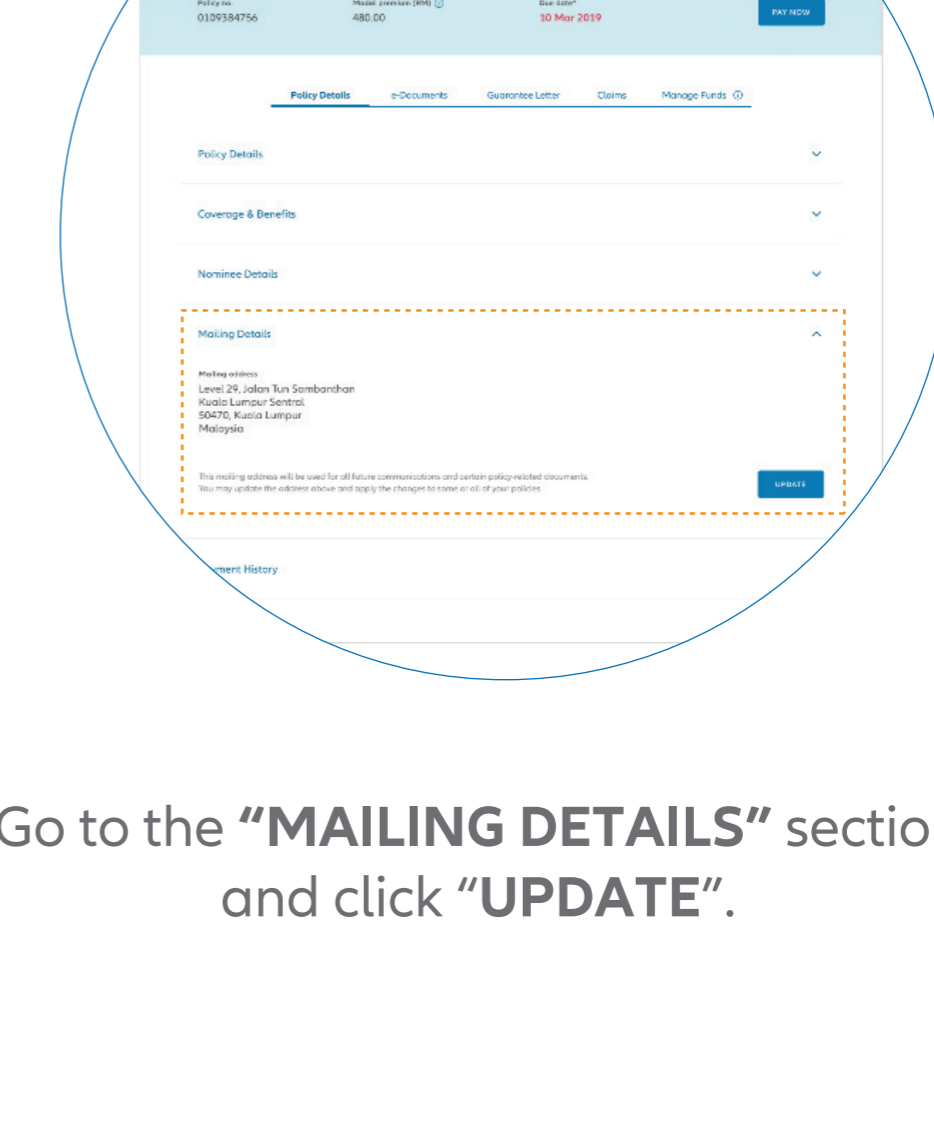 Policy no. Modal premium (RM) Due date*
0109384756 480.00 10 Mar 2019 PAY NOW
Policy Details e-Documents Guarantee Letter Claims Manage Funds
Policy Details
Coverage & Benefits
Nominee Details
Mailing Details
Mailing address
Level 29, Jalan Tun Sambanthan
Kuala Lumpur Sentral
50470, Kuala Lumpur
Malaysia
This mailing address will be used for all future communications and certain policy-related documents.
You may update the address above and apply the changes to some or all of your policies.
UPDATE
yment History
Go to the “MAILING DETAILS” sectio
and click “UPDATE”.